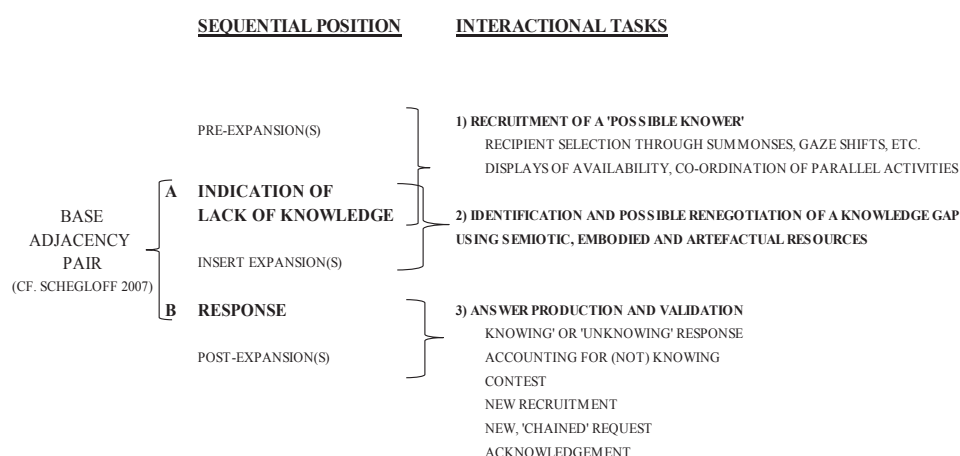 SEQUENTIAL POSITION
INTERACTIONAL TASKS
PRE-EXPANSION(S)
1) RECRUITMENT OF A 'POSSIBLE KNOWER'
RECIPIENT SELECTION THROUGH SUMMONSES, GAZE SHIFTS, ETC.
DISPLAYS OF AVAILABILITY, CO-ORDINATION OF PARALLEL ACTIVITIES
BASE
ADJACENCY
PAIR
(CF. SCHEGLOFF 2007)
A INDICATION OF
LACK OF KNOWLEDGE
2) IDENTIFICATION AND POSSIBLE RENEGOTIATION OF A KNOWLEDGE GAP
USING SEMIOTIC, EMBODIED AND ARTEFACTUAL RESOURCES
INSERT EXPANSION(S)
B RESPONSE
3) ANSWER PRODUCTION AND VALIDATION
KNOWING' OR 'UNKNOWING' RESPONSE
POST-EXPANSION(S)
ACCOUNTING FOR (NOT) KNOWING
CONTEST
NEW RECRUITMENT
NEW, 'CHAINED' REQUEST
ACKNOWLEDGEMENT